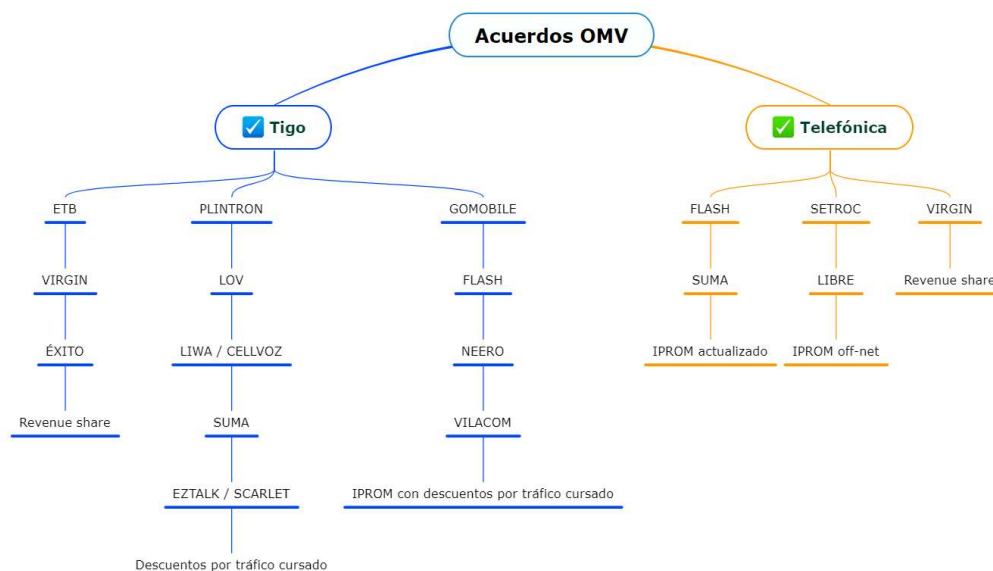 Acuerdos OMV
Tigo
Telefónica
ETB
PLINTRON
GOMOBILE
FLASH
SETROC
VIRGIN
VIRGIN
LOV
FLASH
SUMA
LIBRE
Revenue share
ÉXITO
LIWA / CELLVOZ
NEERO
IPROM actualizado
IPROM off-net
Revenue share
SUMA
VILACOM
EZTALK / SCARLET
IPROM con descuentos por tráfico cursado
Descuentos por tráfico cursado